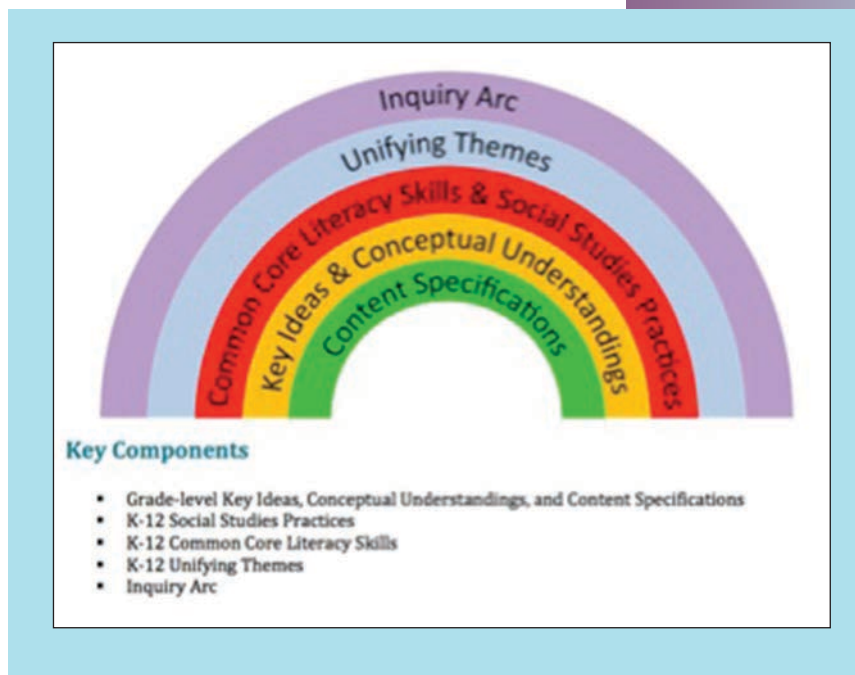 Inquiry Arc
Unifying Themes
Common Core Literacy Skills & Social Studies Practices
Key Ideas & Conceptual Understandings
Content Specifications
Key Components
▪ Grade-level Key Ideas, Conceptual Understandings, and Content Specifications
▪ K-12 Social Studies Practices
▪ K-12 Common Core Literacy Skills
▪ K-12 Unifying Themes
▪ Inquiry Arc